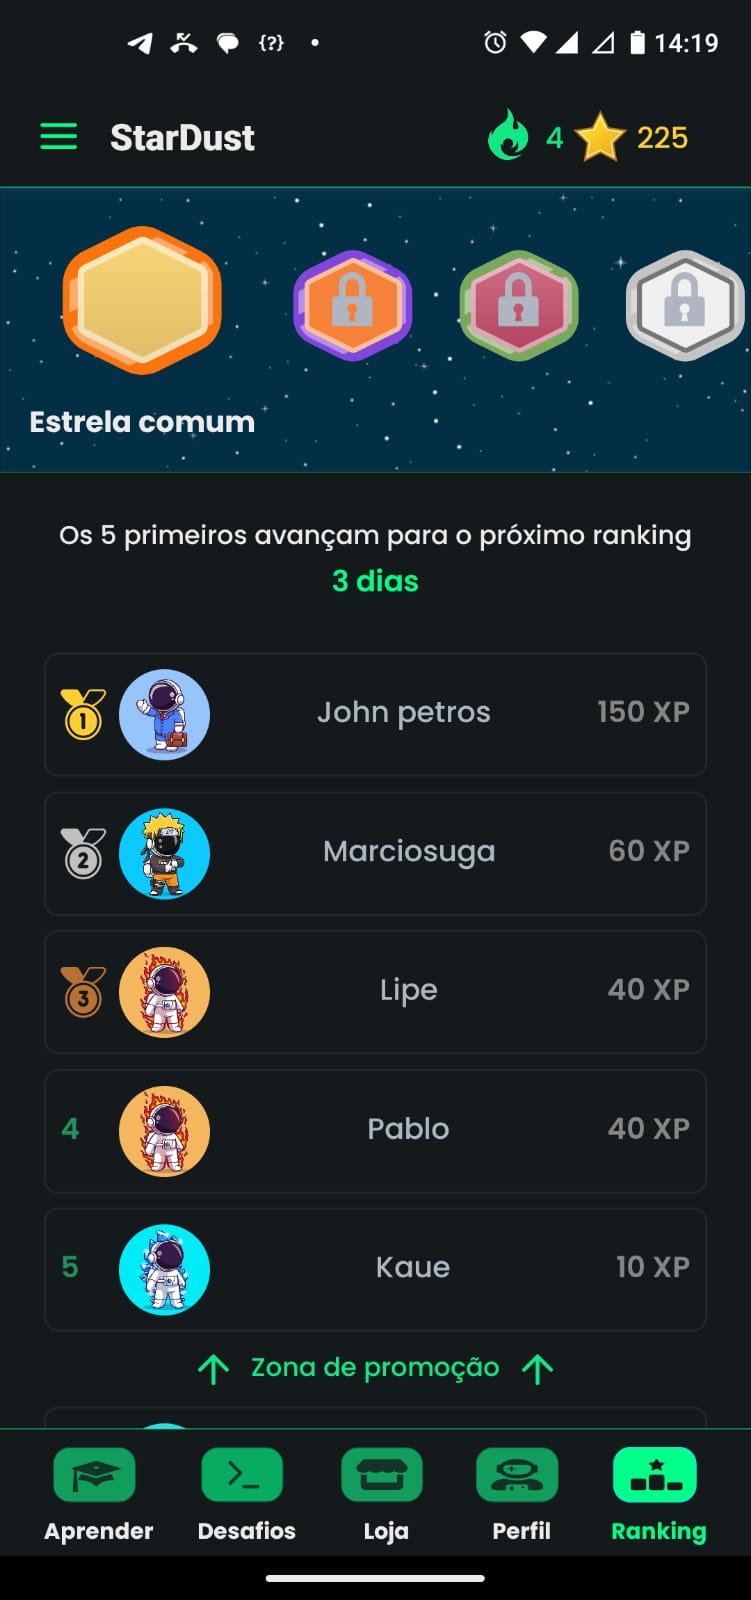 {?}
14:19
StarDust
4
225
Estrela comum
Os 5 primeiros avançam para o próximo ranking
3 dias
1
John petros
150 XP
2
Marciosuga
60 XP
3
Lipe
40 XP
4
Pablo
40 XP
5
Kaue
10 XP
Zona de promoção
Aprender
Desafios
Loja
Perfil
Ranking